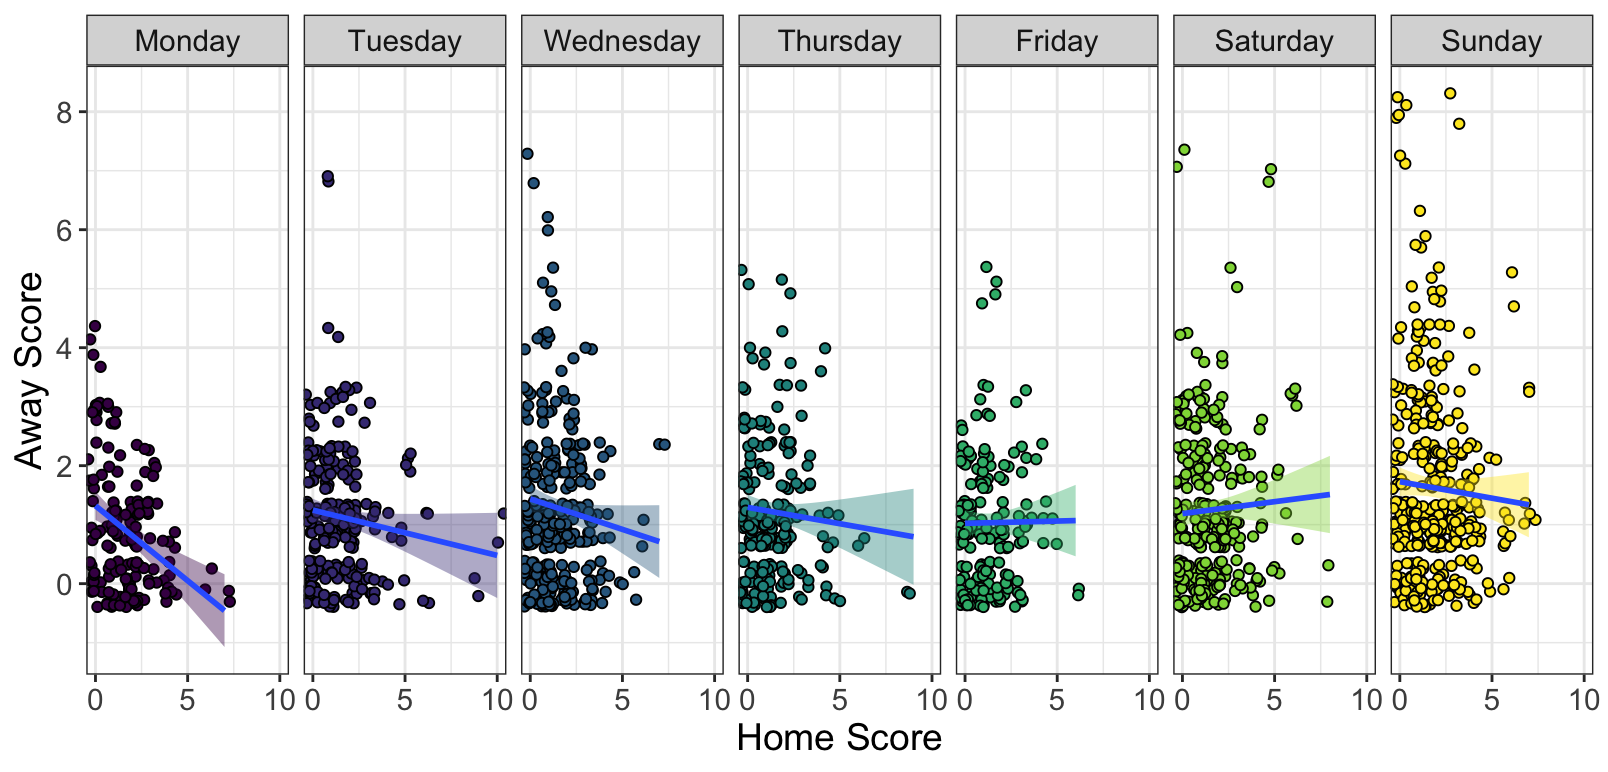 Monday Tuesday Wednesday Thursday Friday Saturday Sunday
8
6
4
2
0
Away Score
0 5 10 0 5 10 0 5 10 0 5 10 0 5 10 0 5 10 0 5 10
Home Score